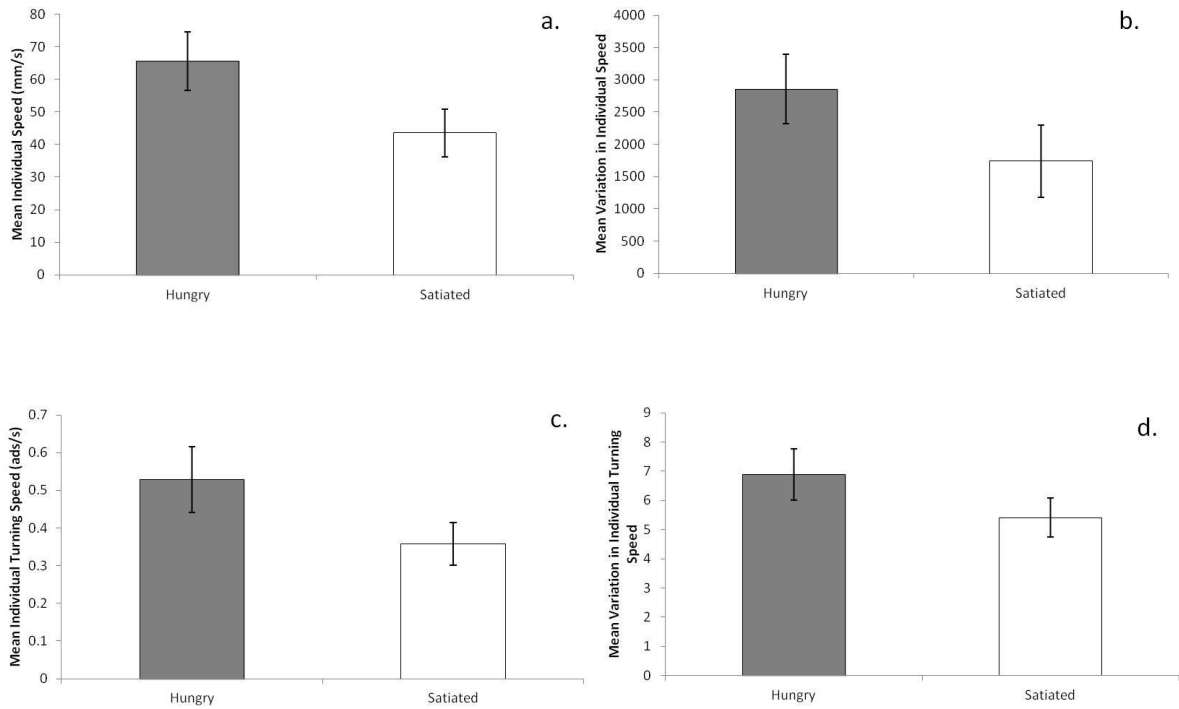 a.
Mean Individual Speed (mm/s)
80
70
60
50
40
30
20
10
0
Hungry Satiated
b.
Mean Variation in Individual Speed
4000
3500
3000
2500
2000
1500
1000
500
0
Hungry Satiated
c.
Mean Individual Turning Speed (ads/s)
0.7
0.6
0.5
0.4
0.3
0.2
0.1
0
Hungry Satiated
d.
Mean Variation in Individual Turning
Speed
9
8
7
6
5
4
3
2
1
0
Hungry Satiated